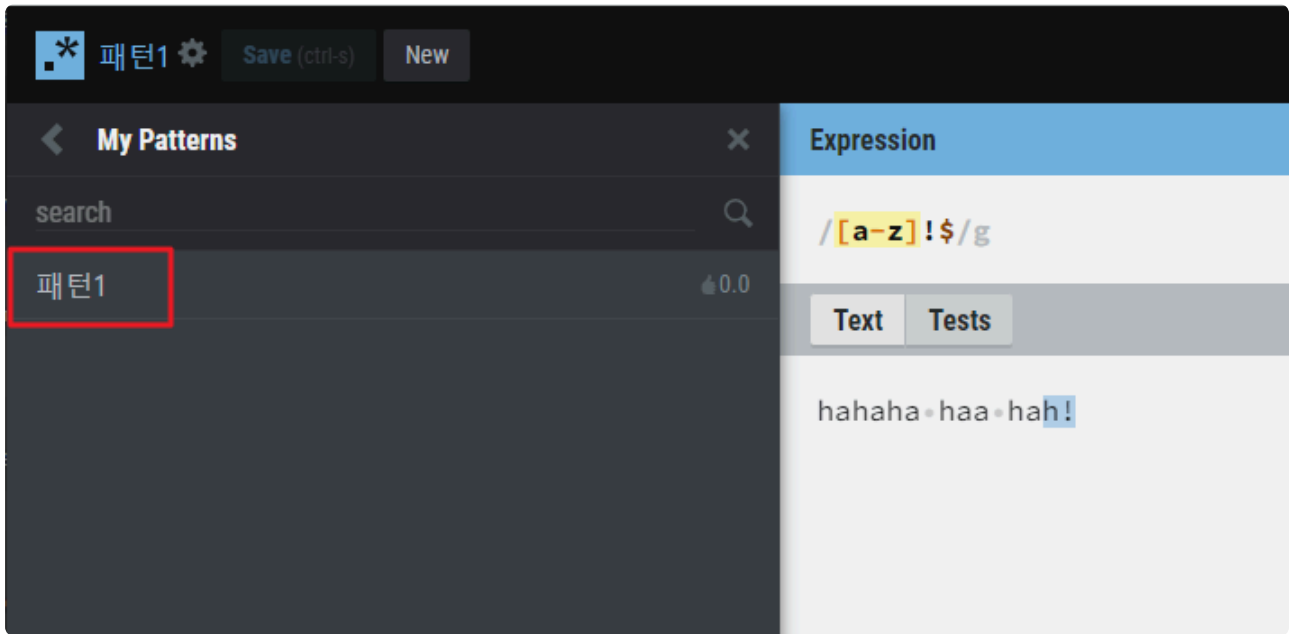 .* 패턴1 Save (ctrl-s) New
My Patterns
search
패턴1 0.0
Expression
/[a-z]!$/g
Text Tests
hahaha•haa•hah!